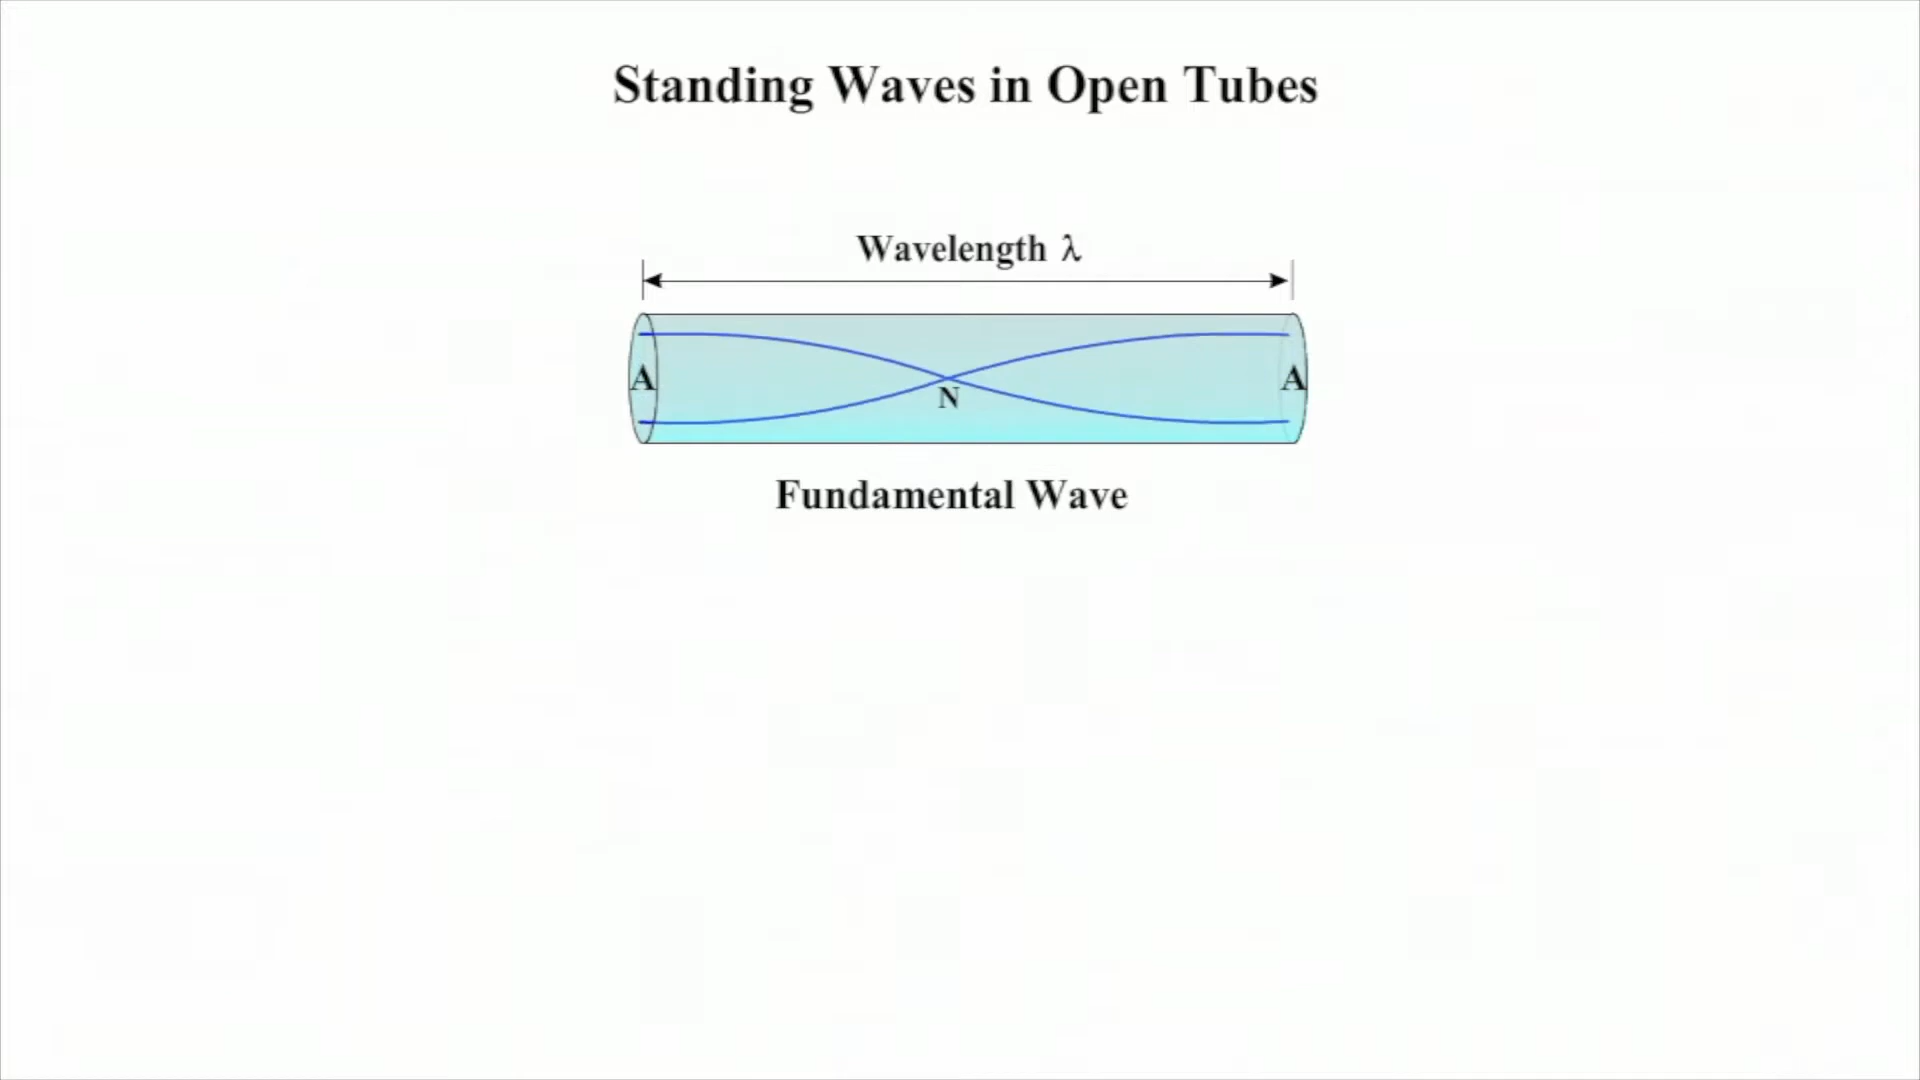 Standing Waves in Open Tubes
Wavelength λ
A N A
Fundamental Wave